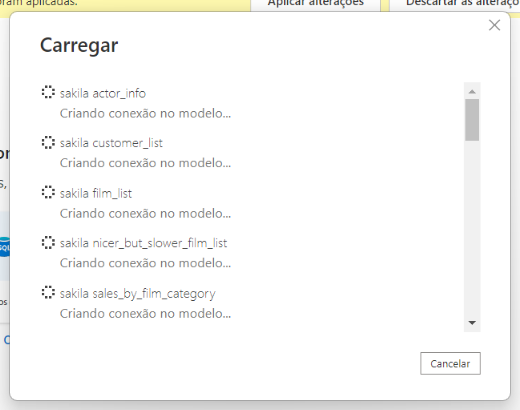 oram aplicadas.
Aplicar alterações
Descartar as alteraçõ
Carregar
sakila actor_info
Criando conexão no modelo...
sakila customer_list
Criando conexão no modelo...
sakila film_list
Criando conexão no modelo...
sakila nicer_but_slower_film_list
Criando conexão no modelo...
sakila sales_by_film_category
Criando conexão no modelo...
Cancelar